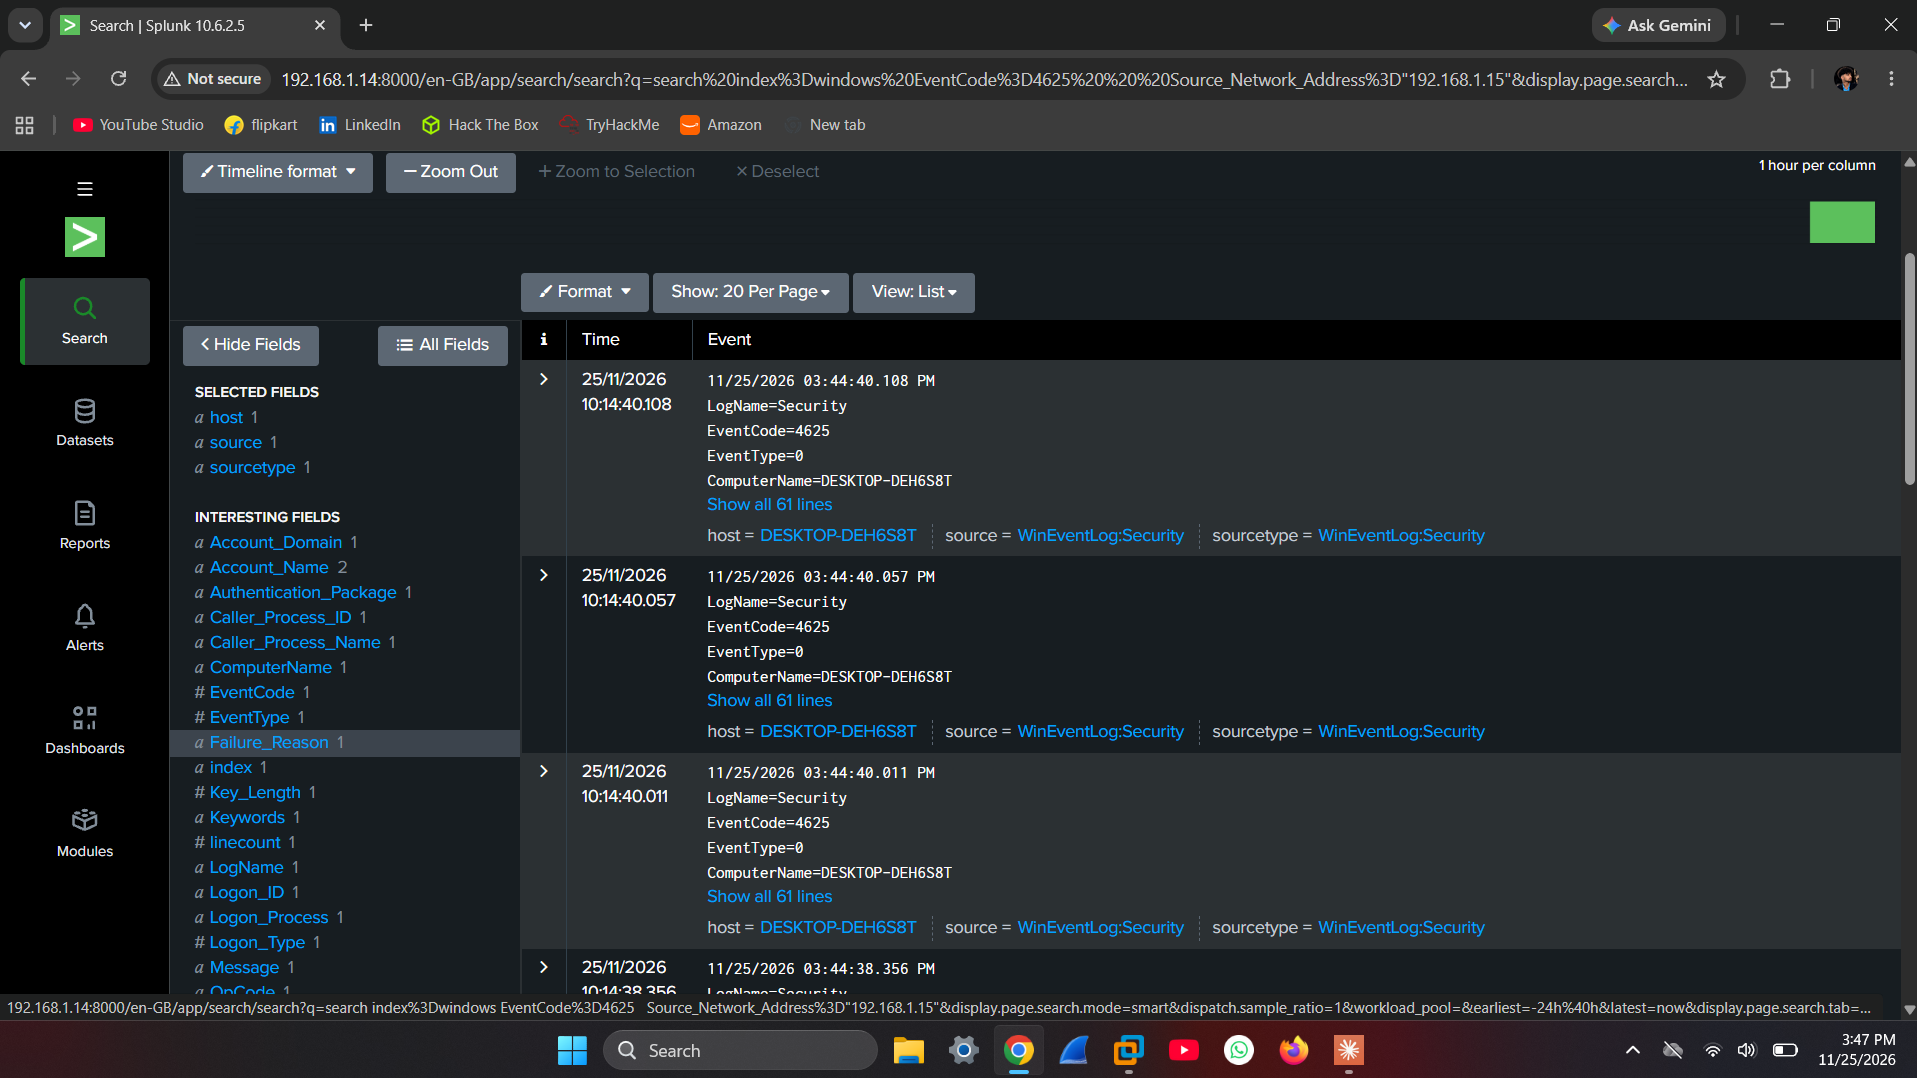 Search | Splunk 10.6.2.5
Ask Gemini
Not secure
192.168.1.14:8000/en-GB/app/search/search?q=search%20index%3Dwindows%20EventCode%3D4625%20%20%20Source_Network_Address%3D"192.168.1.15"&display.page.search...
YouTube Studio
flipkart
LinkedIn
Hack The Box
TryHackMe
Amazon
New tab
Timeline format
Zoom Out
+ Zoom to Selection
× Deselect
1 hour per column
Format
Show: 20 Per Page
View: List
Search
Datasets
Reports
Alerts
Dashboards
Modules
Hide Fields
All Fields
SELECTED FIELDS
a host 1
a source 1
a sourcetype 1
INTERESTING FIELDS
a Account_Domain 1
a Account_Name 2
a Authentication_Package 1
a Caller_Process_ID 1
a Caller_Process_Name 1
a ComputerName 1
# EventCode 1
# EventType 1
a Failure_Reason 1
a index 1
# Key_Length 1
a Keywords 1
# linecount 1
a LogName 1
a Logon_ID 1
a Logon_Process 1
# Logon_Type 1
a Message 1
a OpCode 1
i Time Event
25/11/2026
10:14:40.108
11/25/2026 03:44:40.108 PM
LogName=Security
EventCode=4625
EventType=0
ComputerName=DESKTOP-DEH6S8T
Show all 61 lines
host = DESKTOP-DEH6S8T source = WinEventLog:Security sourcetype = WinEventLog:Security
25/11/2026
10:14:40.057
11/25/2026 03:44:40.057 PM
LogName=Security
EventCode=4625
EventType=0
ComputerName=DESKTOP-DEH6S8T
Show all 61 lines
host = DESKTOP-DEH6S8T source = WinEventLog:Security sourcetype = WinEventLog:Security
25/11/2026
10:14:40.011
11/25/2026 03:44:40.011 PM
LogName=Security
EventCode=4625
EventType=0
ComputerName=DESKTOP-DEH6S8T
Show all 61 lines
host = DESKTOP-DEH6S8T source = WinEventLog:Security sourcetype = WinEventLog:Security
25/11/2026
10:14:38.356
11/25/2026 03:44:38.356 PM
LogName=Security
192.168.1.14:8000/en-GB/app/search/search?q=search index%3Dwindows EventCode%3D4625   Source_Network_Address%3D"192.168.1.15"&display.page.search.mode=smart&dispatch.sample_ratio=1&workload_pool=&earliest=-24h%40h&latest=now&display.page.search.tab=...
Search
3:47 PM
11/25/2026